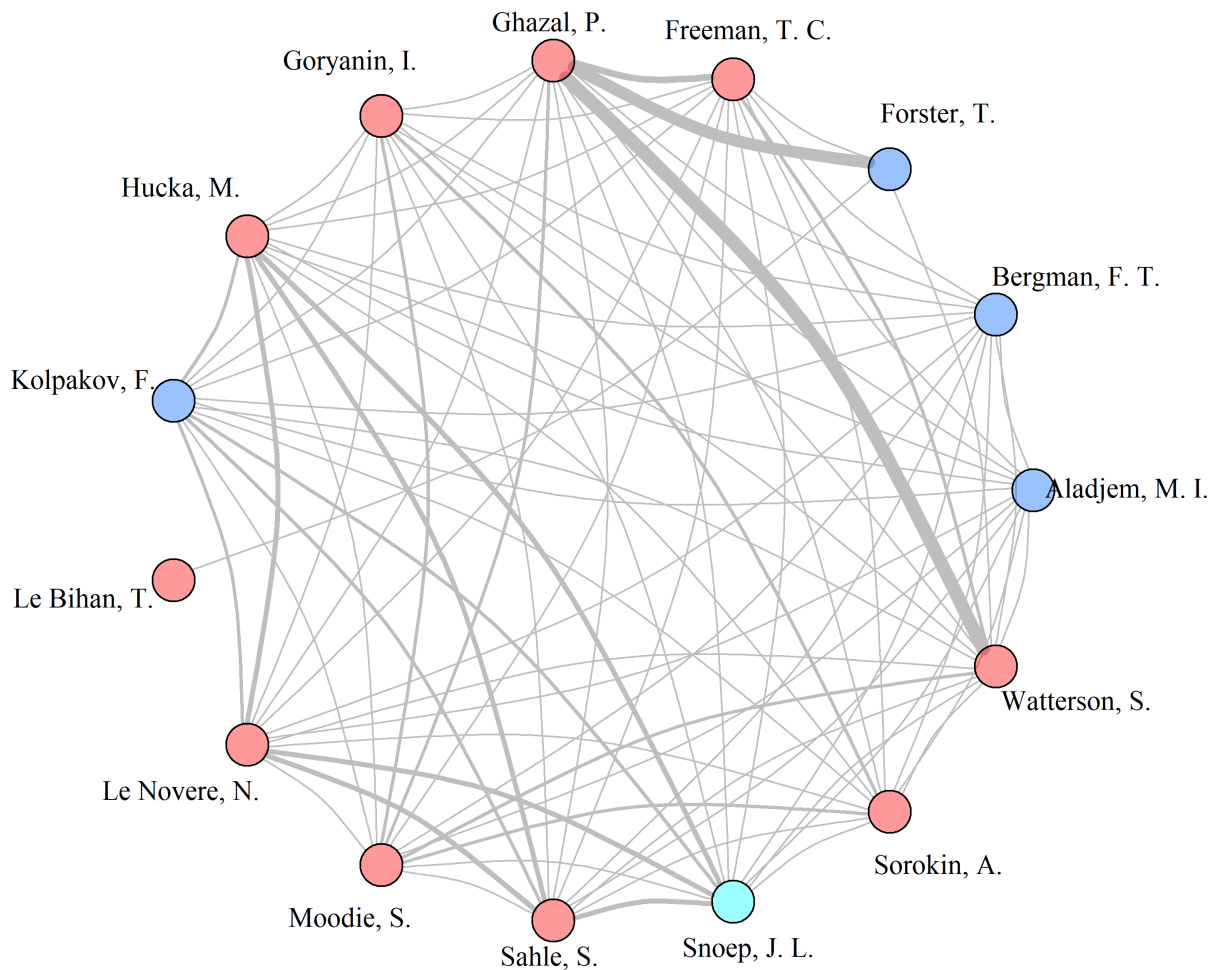 Ghazal, P.
Freeman, T. C.
Goryanin, I.
Forster, T.
Hucka, M.
Bergman, F. T.
Kolpakov, F.
Aladjem, M. I.
Le Bihan, T.
Watterson, S.
Le Novere, N.
Sorokin, A.
Moodie, S.
Snoep, J. L.
Sahle, S.